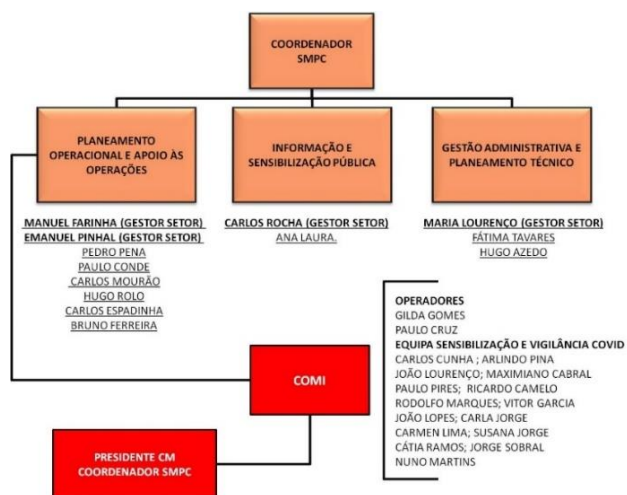 COORDENADOR
SMPC
PLANEAMENTO
OPERACIONAL E APOIO ÀS
OPERAÇÕES
INFORMAÇÃO E
SENSIBILIZAÇÃO PÚBLICA
GESTÃO ADMINISTRATIVA E
PLANEAMENTO TÉCNICO
MANUEL FARINHA (GESTOR SETOR)
EMANUEL PINHAL (GESTOR SETOR)
PEDRO PENA
PAULO CONDE
CARLOS MOURÃO
HUGO ROLO
CARLOS ESPADINHA
BRUNO FERREIRA
CARLOS ROCHA (GESTOR SETOR)
ANA LAURA.
MARIA LOURENÇO (GESTOR SETOR)
FÁTIMA TAVARES
HUGO AZEDO
OPERADORES
GILDA GOMES
PAULO CRUZ
EQUIPA SENSIBILIZAÇÃO E VIGILÂNCIA COVID
CARLOS CUNHA ; ARLINDO PINA
JOÃO LOURENÇO; MAXIMIANO CABRAL
PAULO PIRES; RICARDO CAMELO
RODOLFO MARQUES; VITOR GARCIA
JOÃO LOPES; CARLA JORGE
CARMEN LIMA; SUSANA JORGE
CÁTIA RAMOS; JORGE SOBRAL
NUNO MARTINS
COMI
PRESIDENTE CM
COORDENADOR SMPC